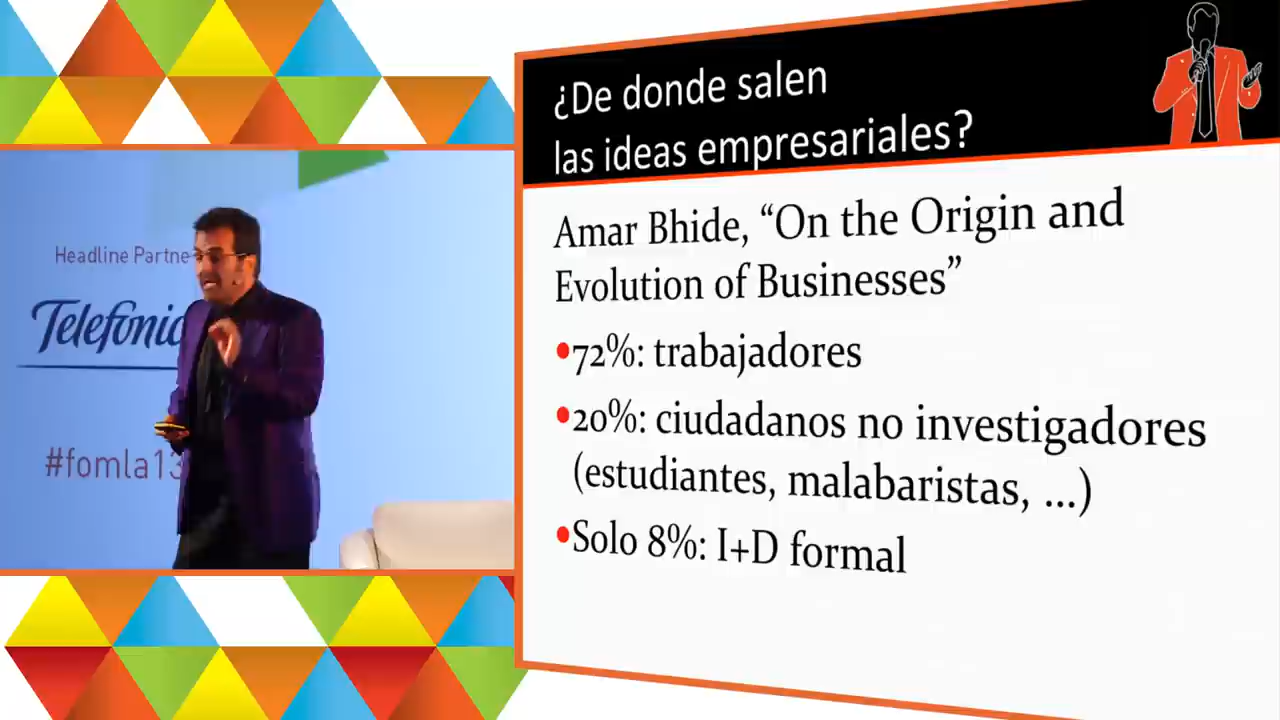 Headline Partne
Telefónic
#fomla13
¿De donde salen
las ideas empresariales?
Amar Bhide, “On the Origin and
Evolution of Businesses”
•72%: trabajadores
•20%: ciudadanos no investigadores
(estudiantes, malabaristas, ...)
•Solo 8%: I+D formal